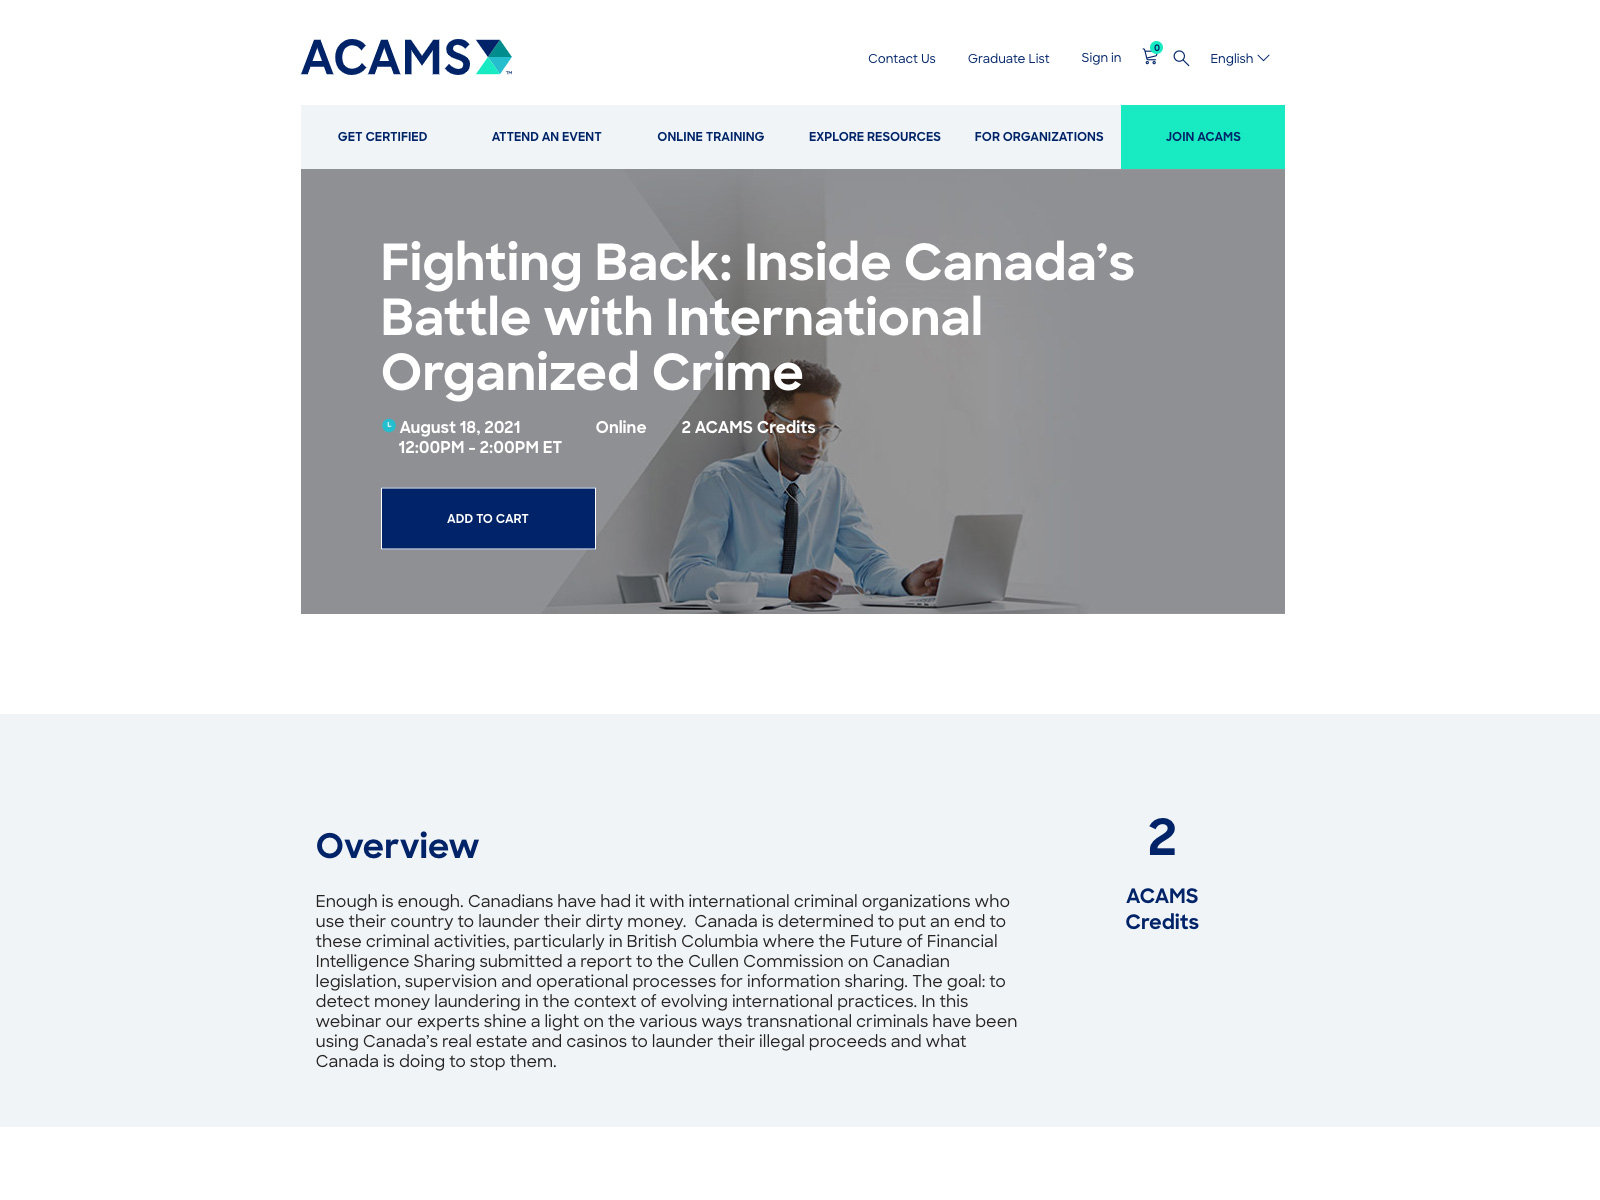 ACAMS
Contact Us
Graduate List
Sign in
0
English
GET CERTIFIED
ATTEND AN EVENT
ONLINE TRAINING
EXPLORE RESOURCES
FOR ORGANIZATIONS
JOIN ACAMS
Fighting Back: Inside Canada’s
Battle with International
Organized Crime
August 18, 2021
12:00PM - 2:00PM ET
Online
2 ACAMS Credits
ADD TO CART
Overview
Enough is enough. Canadians have had it with international criminal organizations who
use their country to launder their dirty money.  Canada is determined to put an end to
these criminal activities, particularly in British Columbia where the Future of Financial
Intelligence Sharing submitted a report to the Cullen Commission on Canadian
legislation, supervision and operational processes for information sharing. The goal: to
detect money laundering in the context of evolving international practices. In this
webinar our experts shine a light on the various ways transnational criminals have been
using Canada’s real estate and casinos to launder their illegal proceeds and what
Canada is doing to stop them.
2
ACAMS
Credits